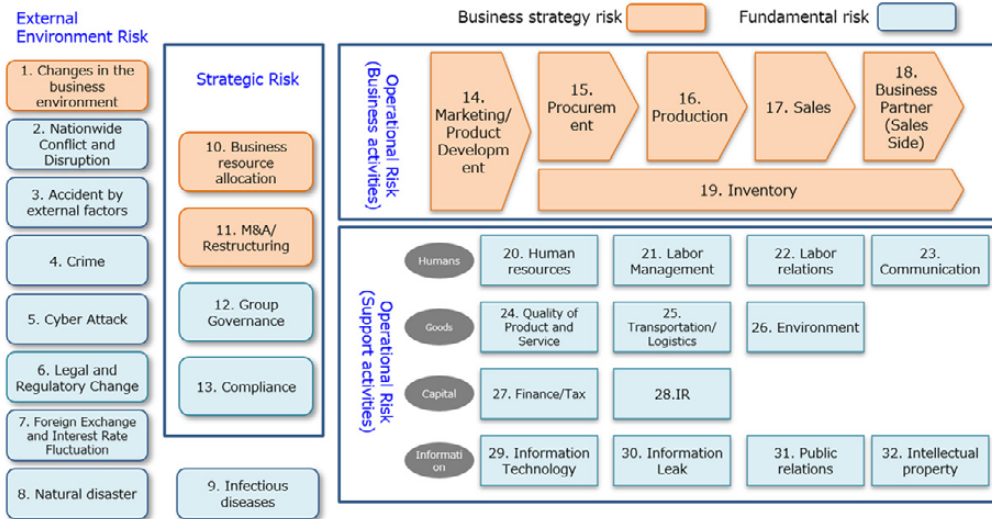 External
Environment Risk
Business strategy risk
Fundamental risk
1. Changes in the
business
environment
2. Nationwide
Conflict and
Disruption
3. Accident by
external factors
4. Crime
5. Cyber Attack
6. Legal and
Regulatory Change
7. Foreign Exchange
and Interest Rate
Fluctuation
8. Natural disaster
9. Infectious
diseases
Strategic Risk
10. Business
resource
allocation
11. M&A/
Restructuring
12. Group
Governance
13. Compliance
Operational Risk
(Business activities)
14.
Marketing/
Product
Developm
ent
15.
Procurem
ent
16.
Production
17. Sales
18.
Business
Partner
(Sales
Side)
19. Inventory
Operational Risk
(Support activities)
Humans
20. Human
resources
21. Labor
Management
22. Labor
relations
23.
Communication
Goods
24. Quality of
Product and
Service
25.
Transportation/
Logistics
26. Environment
Capital
27. Finance/Tax
28.IR
Informati
on
29. Information
Technology
30. Information
Leak
31. Public
relations
32. Intellectual
property